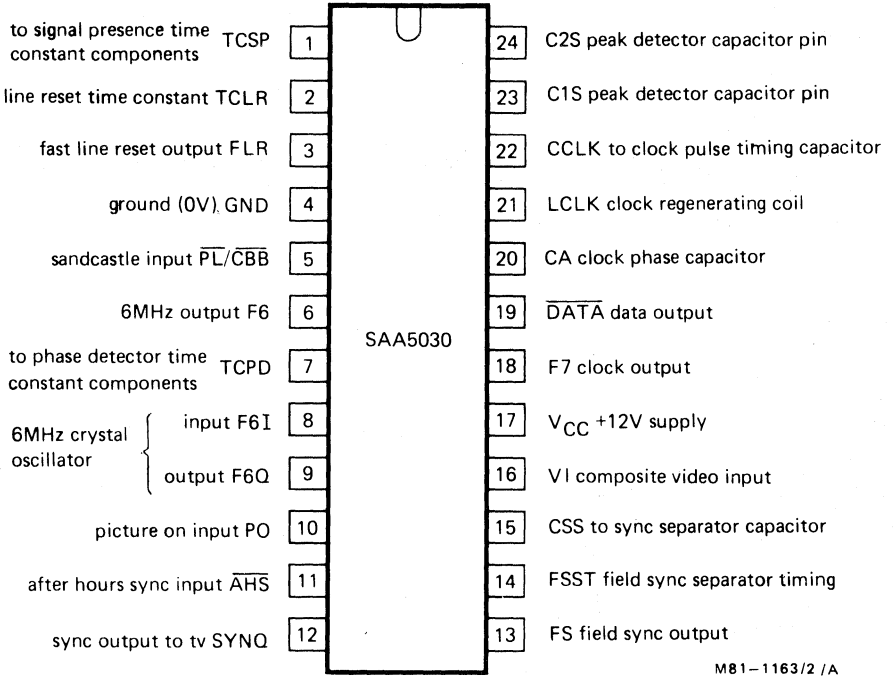 to signal presence time
constant components
TCSP 1
line reset time constant TCLR 2
fast line reset output FLR 3
ground (0V) GND 4
sandcastle input P̅L̅/C̅B̅B̅ 5
6MHz output F6 6
to phase detector time
constant components
TCPD 7
6MHz crystal
oscillator
input F6I 8
output F6Q 9
picture on input PO 10
after hours sync input A̅H̅S̅ 11
sync output to tv SYNQ 12
SAA5030
24 C2S peak detector capacitor pin
23 C1S peak detector capacitor pin
22 CCLK to clock pulse timing capacitor
21 LCLK clock regenerating coil
20 CA clock phase capacitor
19 D̅A̅T̅A̅ data output
18 F7 clock output
17 VCC +12V supply
16 VI composite video input
15 CSS to sync separator capacitor
14 FSST field sync separator timing
13 FS field sync output
M81–1163/2 /A